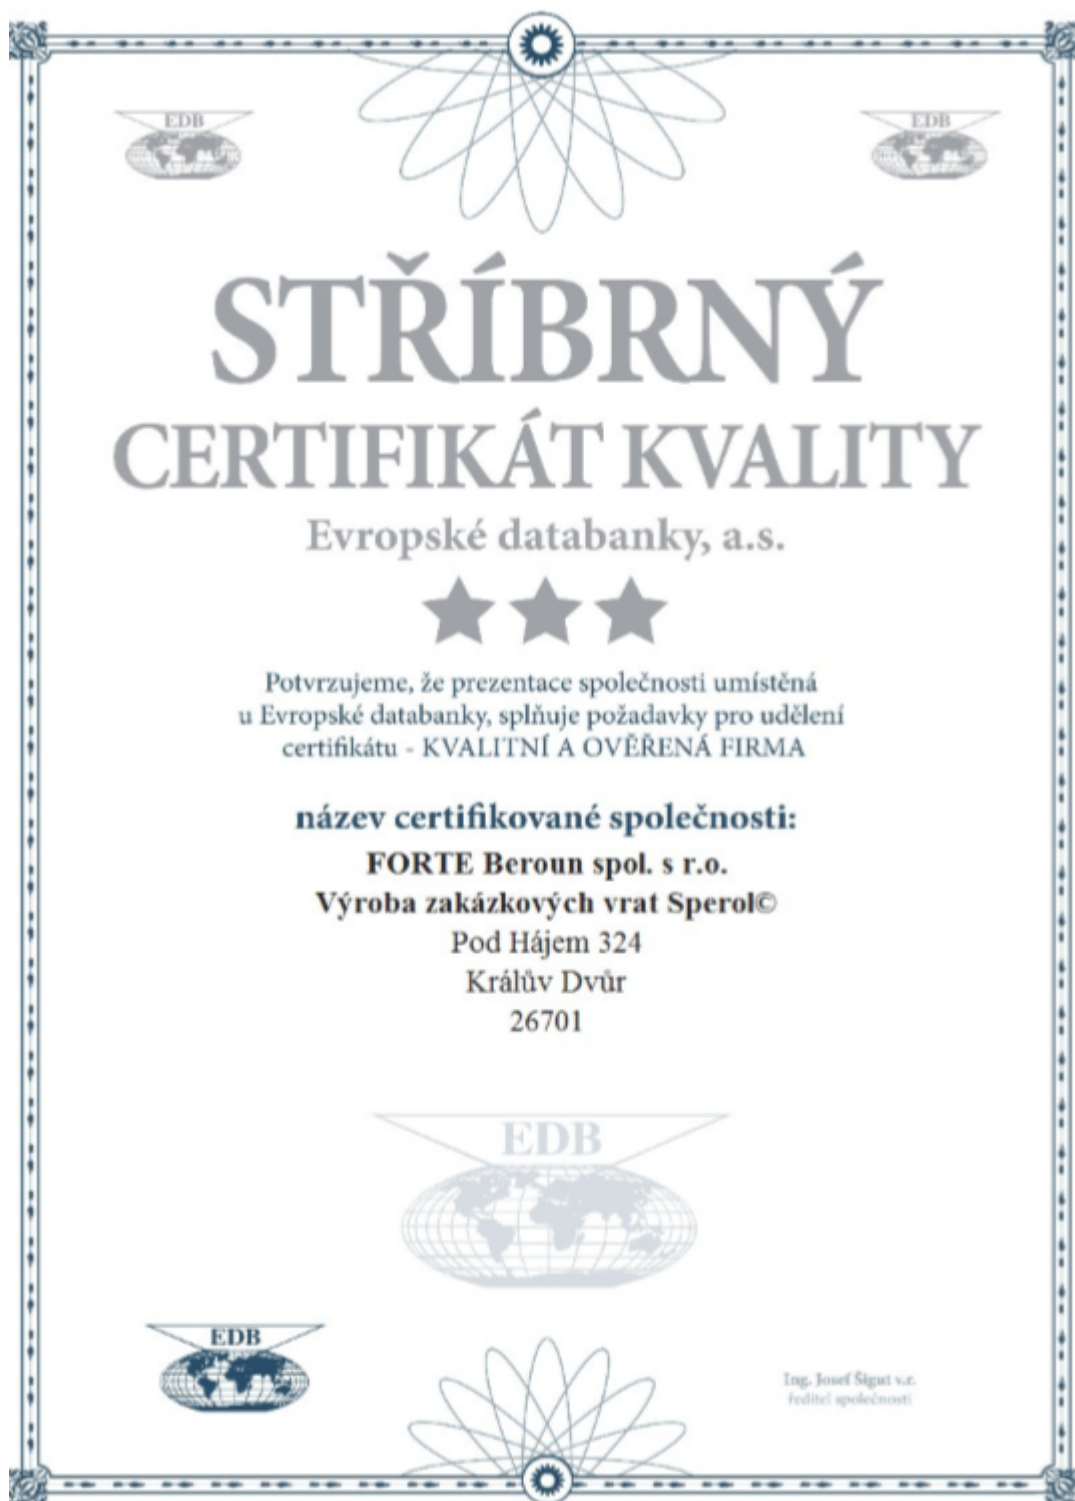 EDB
EDB
STŘÍBRNÝ
CERTIFIKÁT KVALITY
Evropské databanky, a.s.
Potvrzujeme, že prezentace společnosti umístěná
u Evropské databanky, splňuje požadavky pro udělení
certifikátu - KVALITNÍ A OVĚŘENÁ FIRMA
název certifikované společnosti:
FORTE Beroun spol. s r.o.
Výroba zakázkových vrat Sperol©
Pod Hájem 324
Králův Dvůr
26701
EDB
EDB
Ing. Josef Šigut v.r.
ředitel společnosti